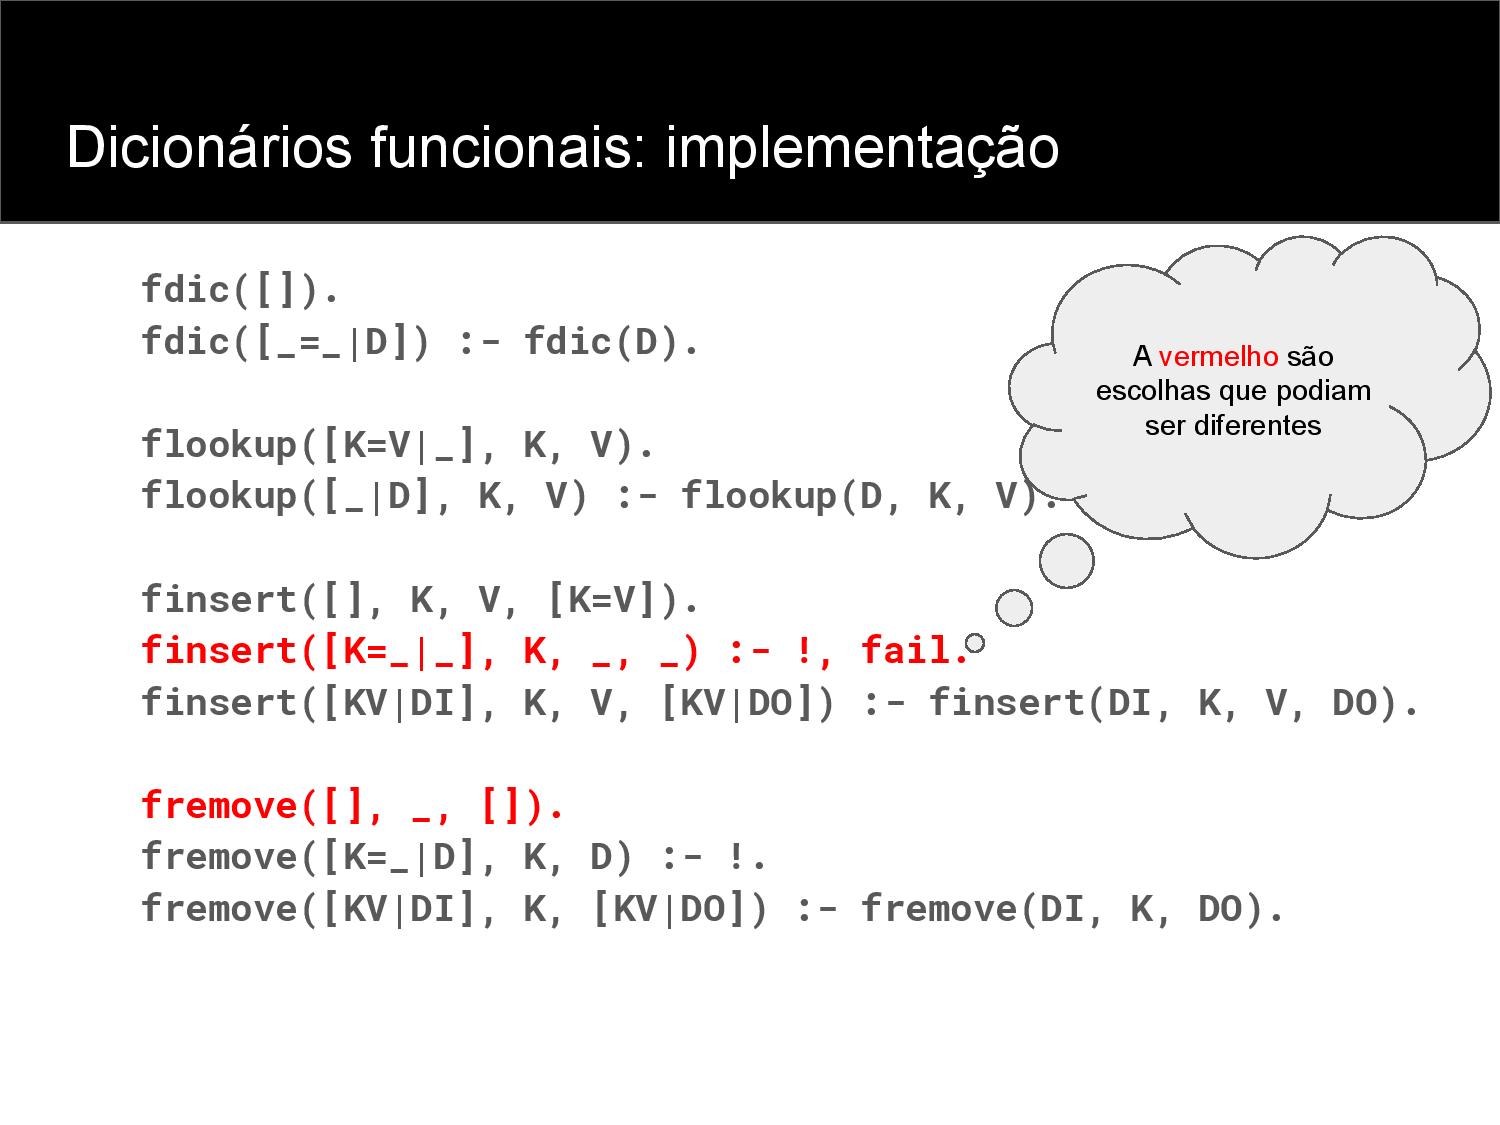 Dicionários funcionais: implementação
fdic([]).
fdic([_=_|D]) :- fdic(D).
flookup([K=V|_], K, V).
flookup([_|D], K, V) :- flookup(D, K, V).
finsert([], K, V, [K=V]).
finsert([K=_|_], K, _, _) :- !, fail.
finsert([KV|DI], K, V, [KV|DO]) :- finsert(DI, K, V, DO).
fremove([], _, []).
fremove([K=_|D], K, D) :- !.
fremove([KV|DI], K, [KV|DO]) :- fremove(DI, K, DO).
A vermelho são
escolhas que podiam
ser diferentes